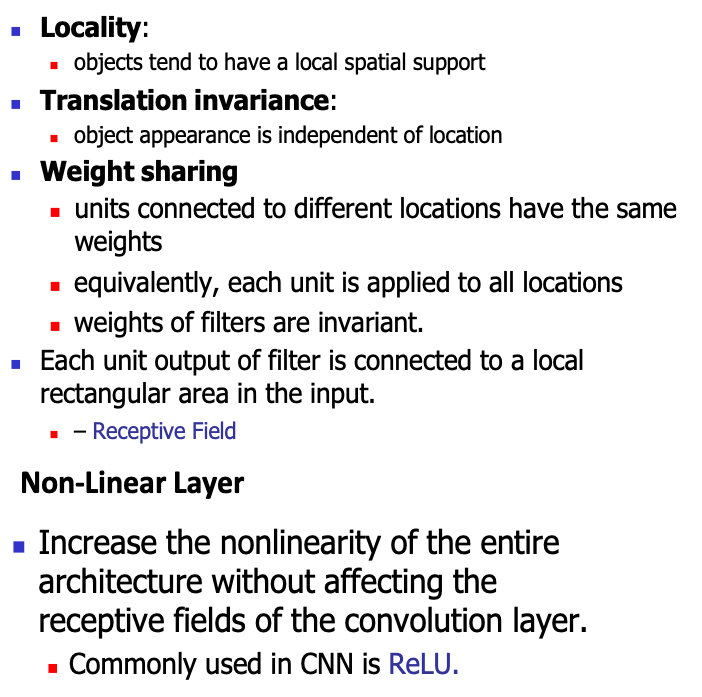 Locality:
objects tend to have a local spatial support
Translation invariance:
object appearance is independent of location
Weight sharing
units connected to different locations have the same
weights
equivalently, each unit is applied to all locations
weights of filters are invariant.
Each unit output of filter is connected to a local
rectangular area in the input.
– Receptive Field
Non-Linear Layer
Increase the nonlinearity of the entire
architecture without affecting the
receptive fields of the convolution layer.
Commonly used in CNN is ReLU.